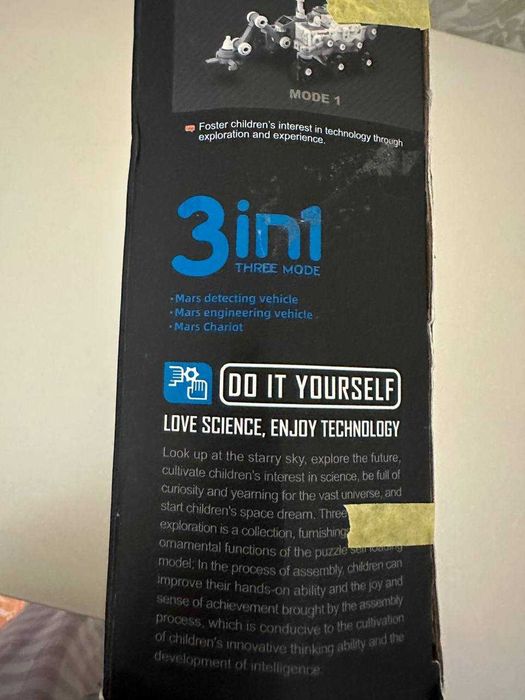 MODE 1
Foster children's interest in technology through
exploration and experience.
3in1
THREE MODE
• Mars detecting vehicle
• Mars engineering vehicle
• Mars Chariot
DO IT YOURSELF
LOVE SCIENCE, ENJOY TECHNOLOGY
Look up at the starry sky, explore the future,
cultivate children's interest in science, be full of
curiosity and yearning for the vast universe, and
start children's space dream. Three
exploration is a collection, furnishing
ornamental functions of the puzzle self loading
model; In the process of assembly, children can
improve their hands-on ability and the joy and
sense of achievement brought by the assembly
process, which is conducive to the cultivation
of children's innovative thinking ability and the
development of intelligence